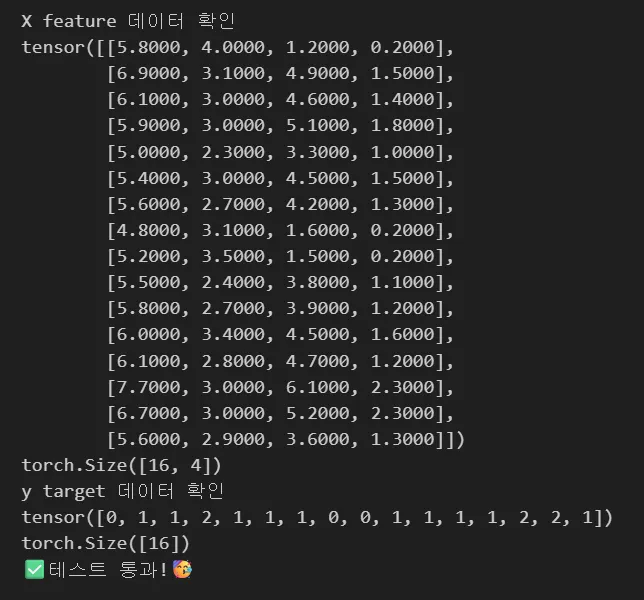 X feature 데이터 확인
tensor([[5.8000, 4.0000, 1.2000, 0.2000],
        [6.9000, 3.1000, 4.9000, 1.5000],
        [6.1000, 3.0000, 4.6000, 1.4000],
        [5.9000, 3.0000, 5.1000, 1.8000],
        [5.0000, 2.3000, 3.3000, 1.0000],
        [5.4000, 3.0000, 4.5000, 1.5000],
        [5.6000, 2.7000, 4.2000, 1.3000],
        [4.8000, 3.1000, 1.6000, 0.2000],
        [5.2000, 3.5000, 1.5000, 0.2000],
        [5.5000, 2.4000, 3.8000, 1.1000],
        [5.8000, 2.7000, 3.9000, 1.2000],
        [6.0000, 3.4000, 4.5000, 1.6000],
        [6.1000, 2.8000, 4.7000, 1.2000],
        [7.7000, 3.0000, 6.1000, 2.3000],
        [6.7000, 3.0000, 5.2000, 2.3000],
        [5.6000, 2.9000, 3.6000, 1.3000]])
torch.Size([16, 4])
y target 데이터 확인
tensor([0, 1, 1, 2, 1, 1, 1, 0, 0, 1, 1, 1, 1, 2, 2, 1])
torch.Size([16])
✅테스트 통과!🥳